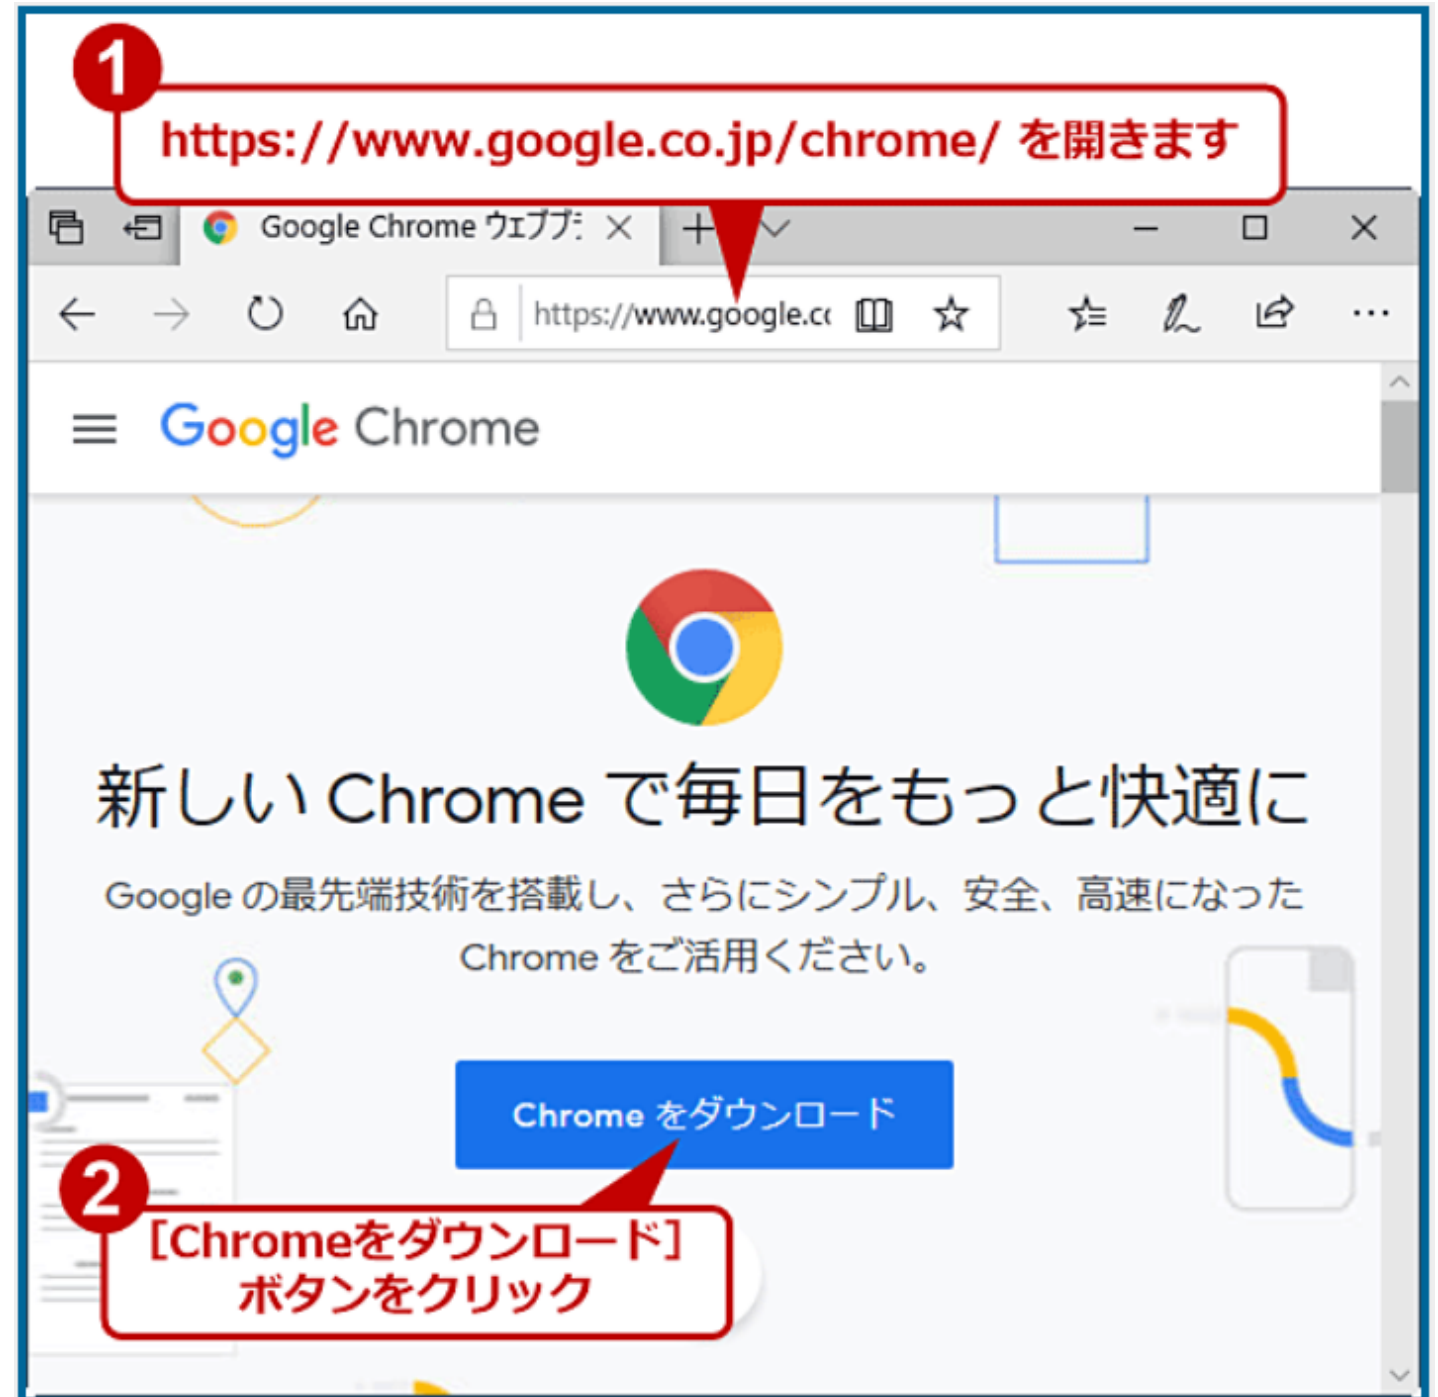 1
https://www.google.co.jp/chrome/ を開きます
Google Chrome ウェブブラ
https://www.google.co
Google Chrome
新しい Chrome で毎日をもっと快適に
Google の最先端技術を搭載し、さらにシンプル、安全、高速になった
Chrome をご活用ください。
Chrome をダウンロード
2
[Chromeをダウンロード]
ボタンをクリック